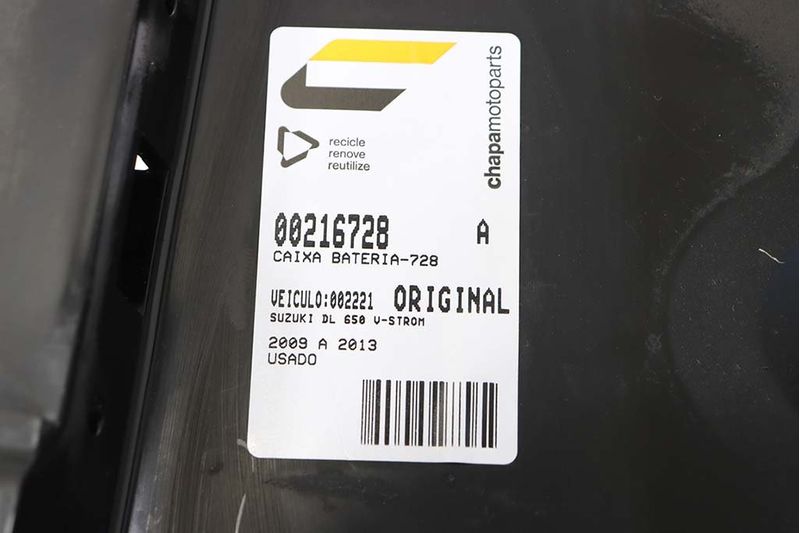 chapamotoparts
recicle
renove
reutilize
00216728 A
CAIXA BATERIA-728
VEICULO:002221 ORIGINAL
SUZUKI DL 650 V-STROM
2009 A 2013
USADO